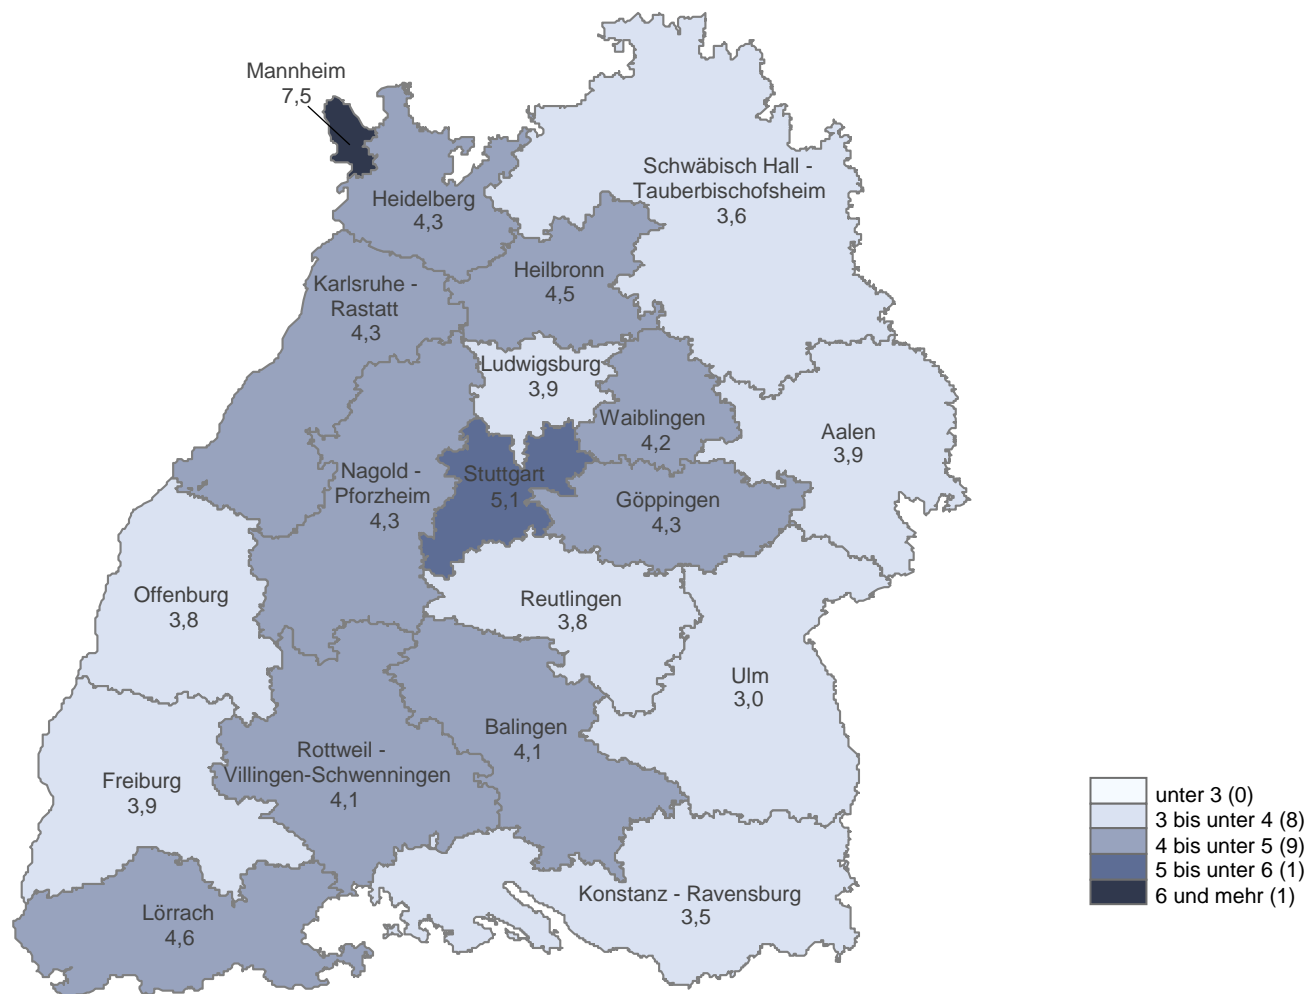 Mannheim
7,5
Schwäbisch Hall -
Tauberbischofsheim
3,6
Heidelberg
4,3
Heilbronn
4,5
Karlsruhe -
Rastatt
4,3
Ludwigsburg
3,9
Waiblingen
4,2
Aalen
3,9
Nagold -
Pforzheim
4,3
Stuttgart
5,1
Göppingen
4,3
Offenburg
3,8
Reutlingen
3,8
Ulm
3,0
Balingen
4,1
Rottweil -
Villingen-Schwenningen
4,1
Freiburg
3,9
Konstanz - Ravensburg
3,5
Lörrach
4,6
unter 3 (0)
3 bis unter 4 (8)
4 bis unter 5 (9)
5 bis unter 6 (1)
6 und mehr (1)